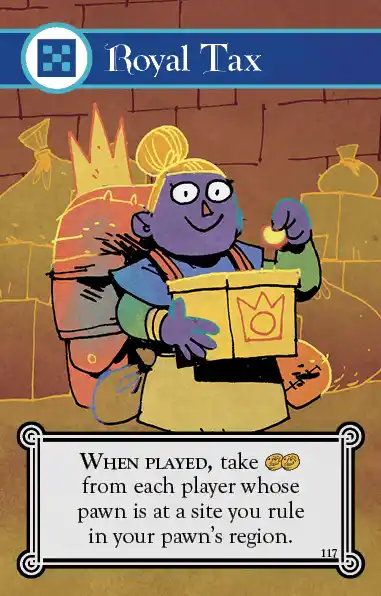 Royal Tax
When played, take
from each player whose
pawn is at a site you rule
in your pawn's region.
117